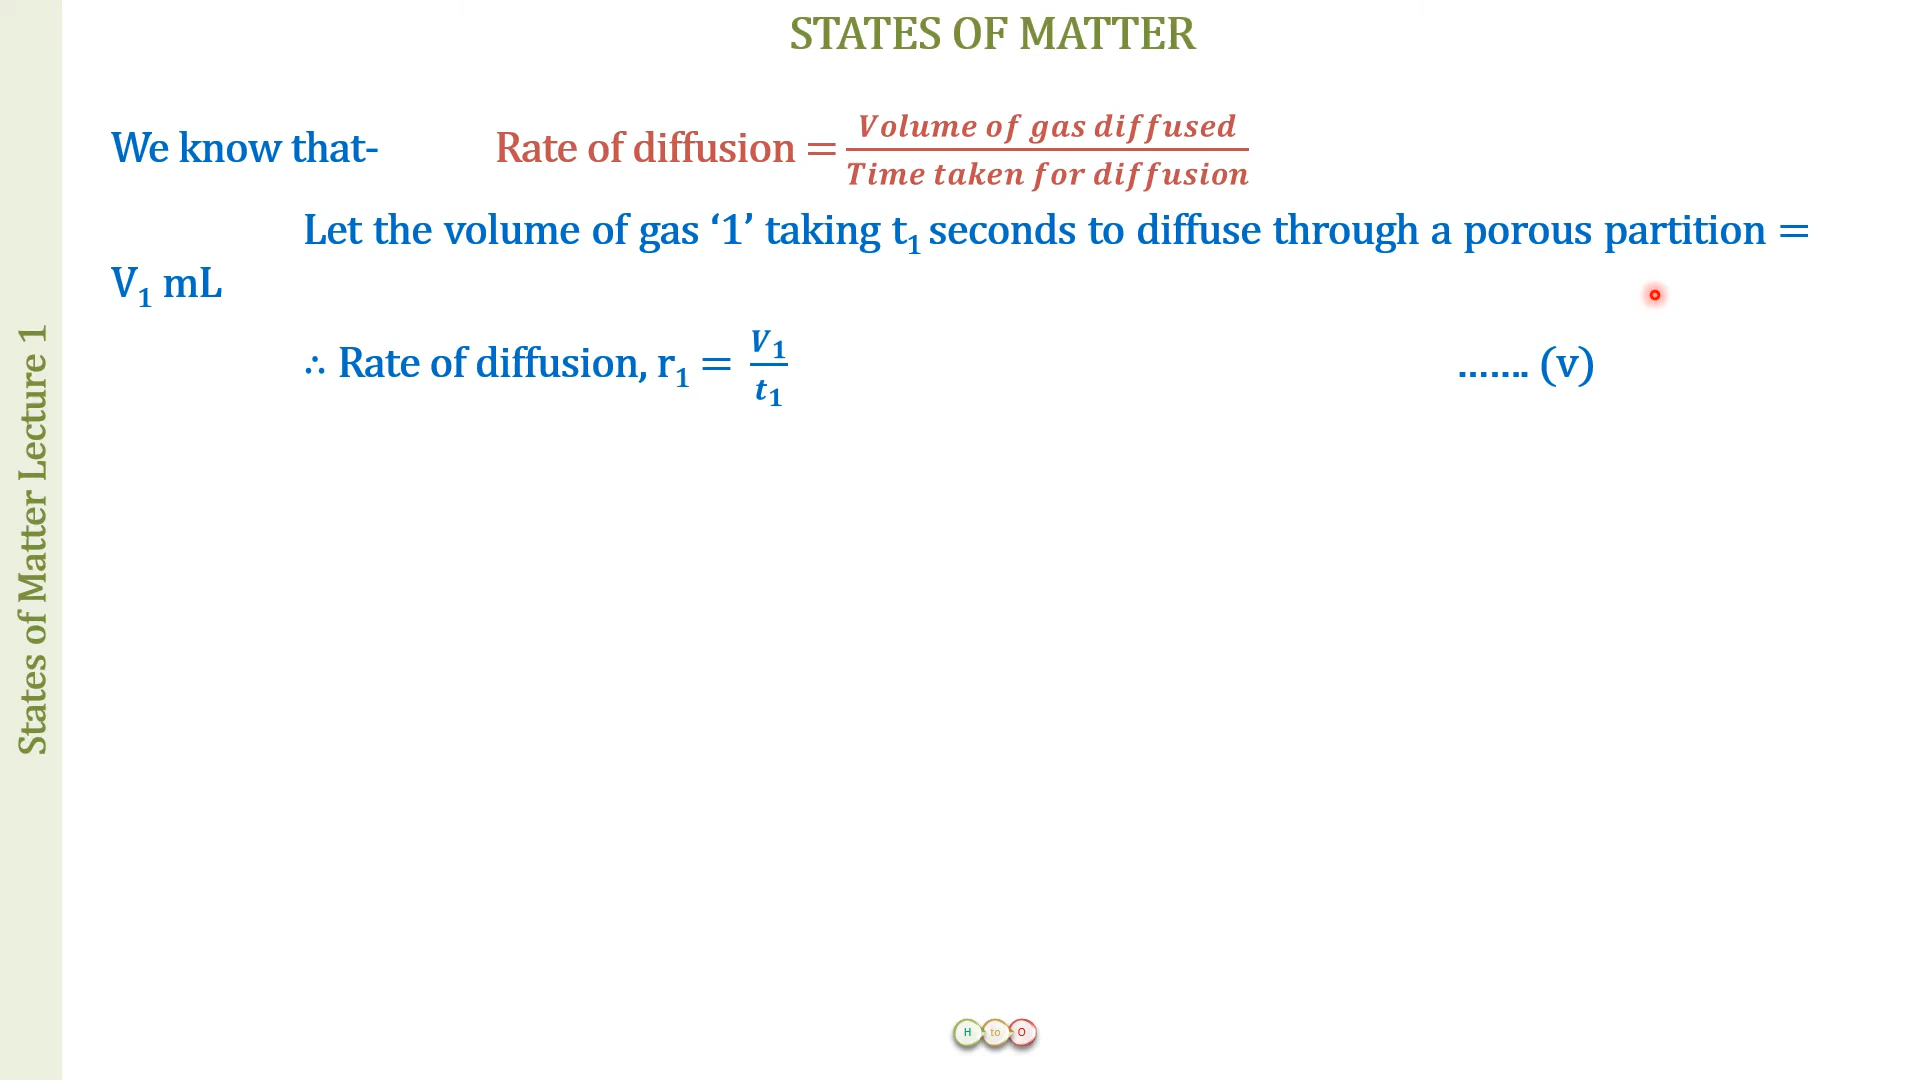 STATES OF MATTER
We know that- Rate of diffusion = Volume of gas diffused / Time taken for diffusion
Let the volume of gas ‘1’ taking t₁ seconds to diffuse through a porous partition =
V₁ mL
∴ Rate of diffusion, r₁ = V₁ / t₁ ....... (v)
States of Matter Lecture 1
H to O